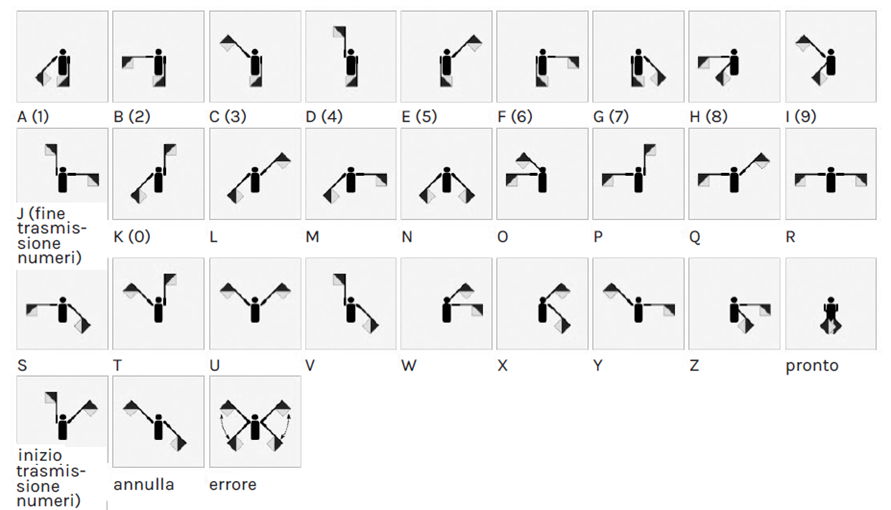 A (1) B (2) C (3) D (4) E (5) F (6) G (7) H (8) I (9)
J (fine
trasmis-
sione
numeri)
K (0) L M N O P Q R
S T U V W X Y Z pronto
inizio
trasmis-
sione
numeri)
annulla errore